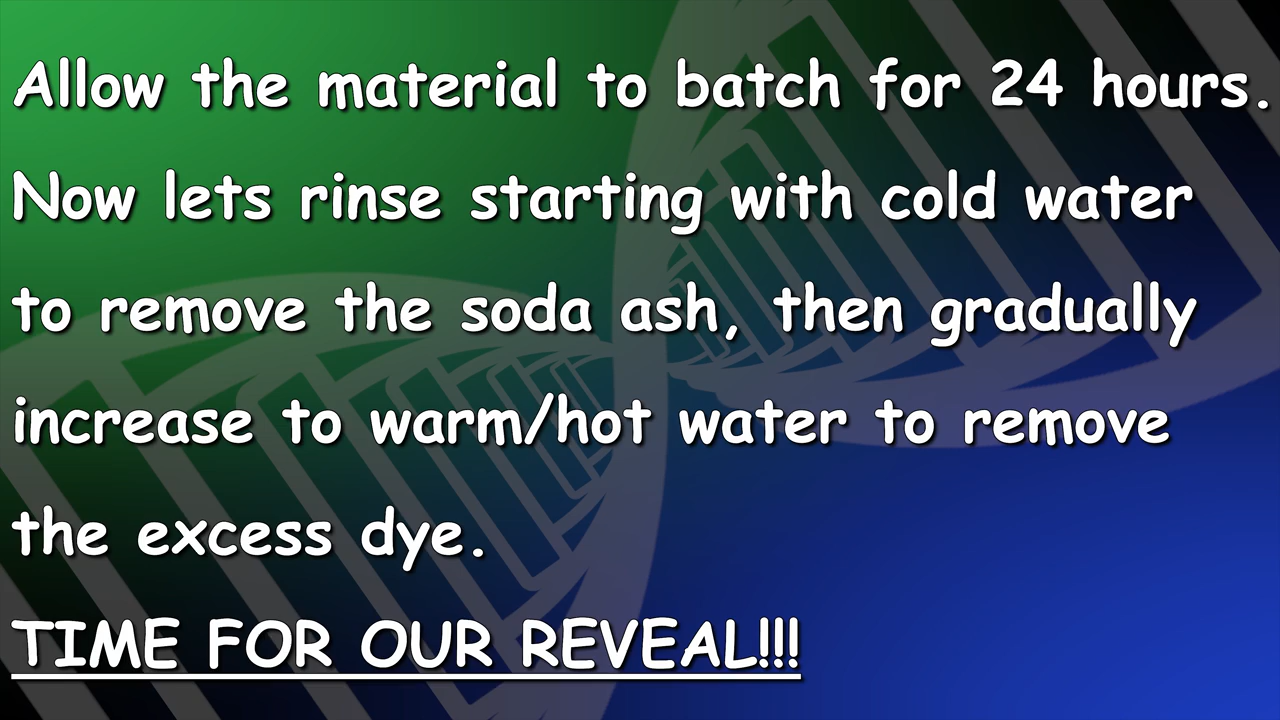 Allow the material to batch for 24 hours.
Now lets rinse starting with cold water
to remove the soda ash, then gradually
increase to warm/hot water to remove
the excess dye.
TIME FOR OUR REVEAL!!!